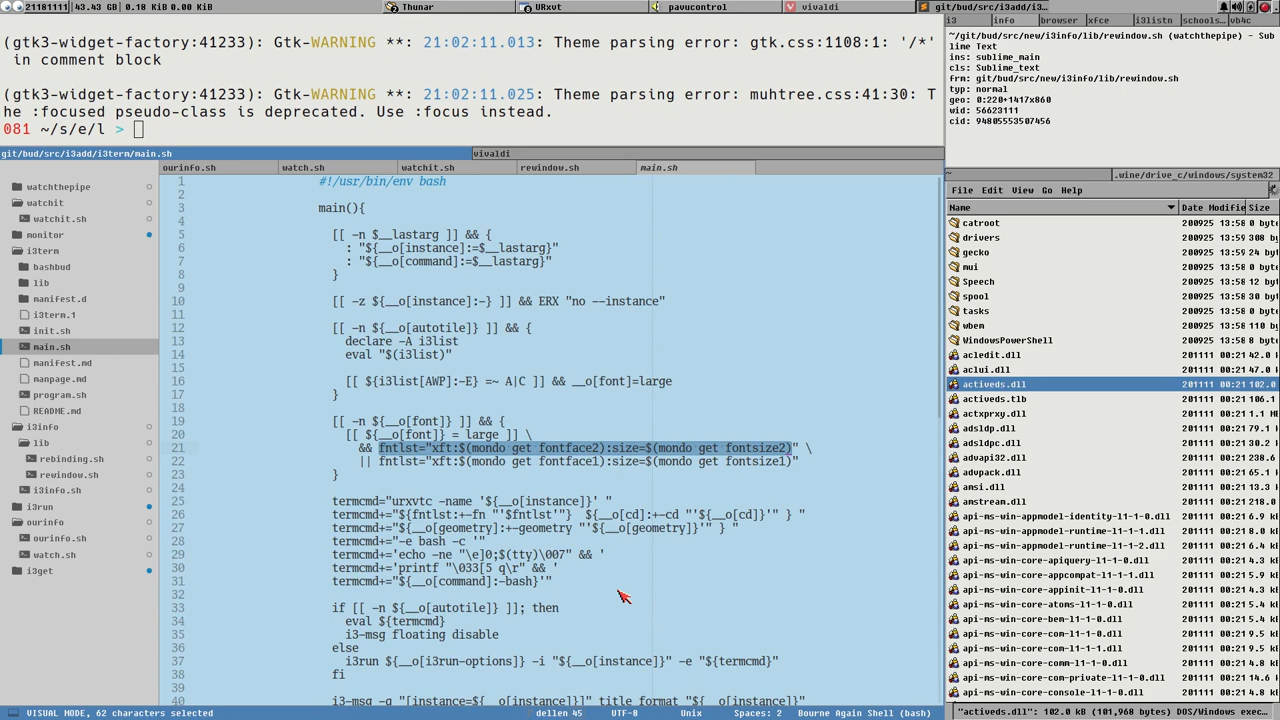 21181111 43.43 GB 0.18 KiB 0.00 KiB
Thunar
URxvt
pavucontrol
vivaldi
git/bud/src/i3add/i3...
(gtk3-widget-factory:41233): Gtk-WARNING **: 21:02:11.013: Theme parsing error: gtk.css:1108:1: '/*'
in comment block
(gtk3-widget-factory:41233): Gtk-WARNING **: 21:02:11.025: Theme parsing error: muhtree.css:41:30: T
he :focused pseudo-class is deprecated. Use :focus instead.
081 ~/s/e/l >
i3 info browser xfce i3listn schools… vb4c
~/git/bud/src/new/i3info/lib/rewindow.sh (watchthepipe) - Sub
lime Text
ins: sublime_main
cls: Sublime_text
frm: git/bud/src/new/i3info/lib/rewindow.sh
typ: normal
geo: 0:220+1417x860
wid: 56623111
cid: 94805553507456
git/bud/src/i3add/i3term/main.sh
vivaldi
watchthepipe
watchit
watchit.sh
monitor
i3term
bashbud
lib
manifest.d
i3term.1
init.sh
main.sh
manifest.md
manpage.md
program.sh
README.md
i3info
lib
rebinding.sh
rewindow.sh
i3info.sh
i3run
ourinfo
ourinfo.sh
watch.sh
i3get
ourinfo.sh watch.sh watchit.sh rewindow.sh main.sh
1 #!/usr/bin/env bash
2
3 main(){
4
5 [[ -n $__lastarg ]] && {
6 : "${__o[instance]:=$__lastarg}"
7 : "${__o[command]:=$__lastarg}"
8 }
9
10 [[ -z ${__o[instance]:-} ]] && ERX "no --instance"
11
12 [[ -n ${__o[autotile]} ]] && {
13 declare -A i3list
14 eval "$(i3list)"
15
16 [[ ${i3list[AWP]:-E} =~ A|C ]] && __o[font]=large
17 }
18
19 [[ -n ${__o[font]} ]] && {
20 [[ ${__o[font]} = large ]] \
21 && fntlst="xft:$(mondo get fontface2):size=$(mondo get fontsize2)" \
22 || fntlst="xft:$(mondo get fontface1):size=$(mondo get fontsize1)"
23 }
24
25 termcmd="urxvtc -name '${__o[instance]}' "
26 termcmd+="${fntlst:+-fn "'$fntlst'"} ${__o[cd]:+-cd "'${__o[cd]}'" } "
27 termcmd+="${__o[geometry]:+-geometry "'${__o[geometry]}'" } "
28 termcmd+="-e bash -c '"
29 termcmd+='echo -ne "\e]0;$(tty)\007" && '
30 termcmd+='printf "\033[5 q\r" && '
31 termcmd+="${__o[command]:-bash}'"
32
33 if [[ -n ${__o[autotile]} ]]; then
34 eval ${termcmd}
35 i3-msg floating disable
36 else
37 i3run ${__o[i3run-options]} -i "${__o[instance]}" -e "${termcmd}"
38 fi
39
40 i3-msg -q "[instance=${__o[instance]}]" title_format "${__o[instance]}"
VISUAL MODE, 62 characters selected
dellen 45
UTF-8
Unix
Spaces: 2
Bourne Again Shell (bash)
~
.wine/drive_c/windows/system32
File Edit View Go Help
Name Date Modifie Size
catroot 200925 13:58 0 byte
drivers 200925 13:58 308 by
gecko 200925 13:59 24 by
mui 200925 13:58 0 byte
Speech 200925 13:58 12 by
spool 200925 13:58 30 by
tasks 200925 13:58 0 byte
wbem 200925 13:58 110 b
WindowsPowerShell 200925 13:58 8 byte
acledit.dll 201111 00:21 42.0 k
aclui.dll 201111 00:21 47.0 k
activeds.dll 201111 00:21 102.0
activeds.tlb 201111 00:21 106.1
actxprxy.dll 201111 00:21 413.4
adsldp.dll 201111 00:21 79.1 k
adsldpc.dll 201111 00:21 30.2 k
advapi32.dll 201111 00:21 238.6
advpack.dll 201111 00:21 65.1 k
amsi.dll 201111 00:21 13.3 k
amstream.dll 201111 00:21 218.5
api-ms-win-appmodel-identity-l1-1-0.dll 201111 00:21 6.9 kB
api-ms-win-appmodel-runtime-l1-1-1.dll 201111 00:21 8.0 k
api-ms-win-appmodel-runtime-l1-1-2.dll 201111 00:21 6.4 k
api-ms-win-core-apiquery-l1-1-0.dll 201111 00:21 4.3 k
api-ms-win-core-appcompat-l1-1-1.dll 201111 00:21 5.9 k
api-ms-win-core-appinit-l1-1-0.dll 201111 00:21 4.3 k
api-ms-win-core-atoms-l1-1-0.dll 201111 00:21 5.4 k
api-ms-win-core-bem-l1-1-0.dll 201111 00:21 4.8 kB
api-ms-win-core-com-l1-1-0.dll 201111 00:21 9.5 k
api-ms-win-core-com-l1-1-1.dll 201111 00:21 9.5 k
api-ms-win-core-comm-l1-1-0.dll 201111 00:21 4.8 k
api-ms-win-core-com-private-l1-1-0.dll 201111 00:21 14.6 k
api-ms-win-core-console-l1-1-0.dll 201111 00:21 4.8 k
"activeds.dll": 102.0 kB (101,968 bytes) DOS/Windows exec…